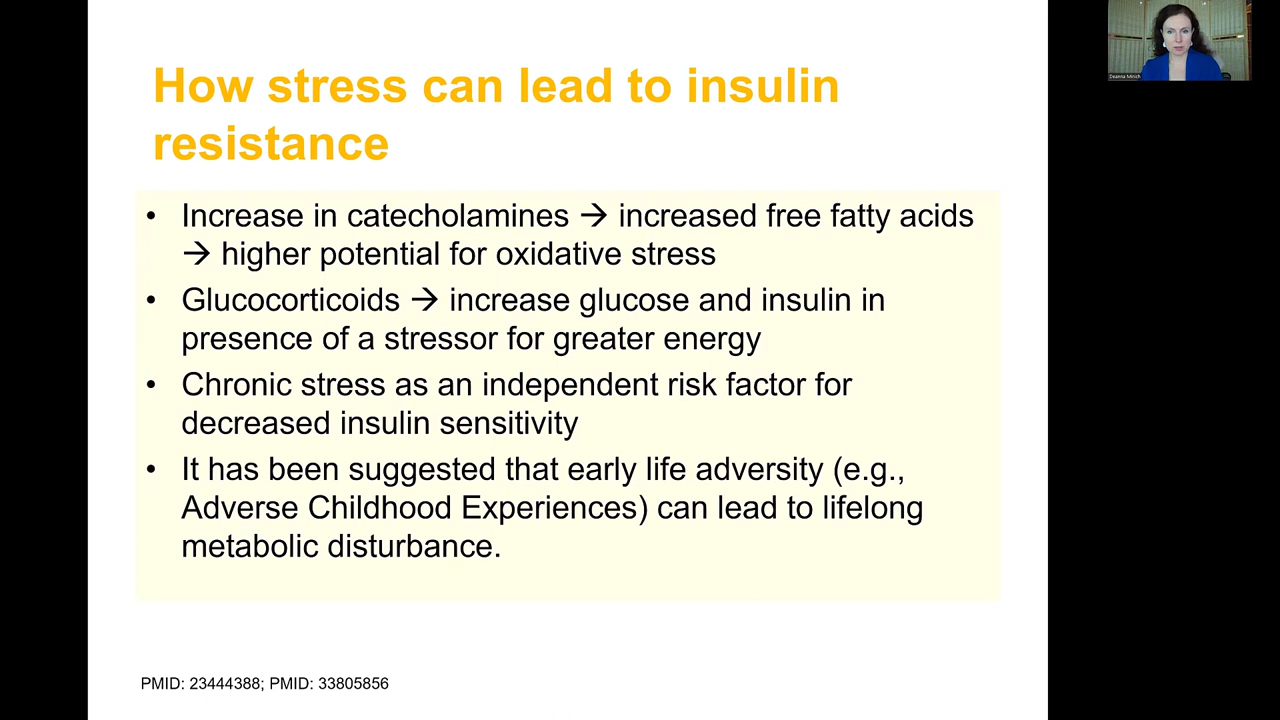 How stress can lead to insulin
resistance
• Increase in catecholamines → increased free fatty acids
→ higher potential for oxidative stress
• Glucocorticoids → increase glucose and insulin in
presence of a stressor for greater energy
• Chronic stress as an independent risk factor for
decreased insulin sensitivity
• It has been suggested that early life adversity (e.g.,
Adverse Childhood Experiences) can lead to lifelong
metabolic disturbance.
PMID: 23444388; PMID: 33805856
Deanna Minich